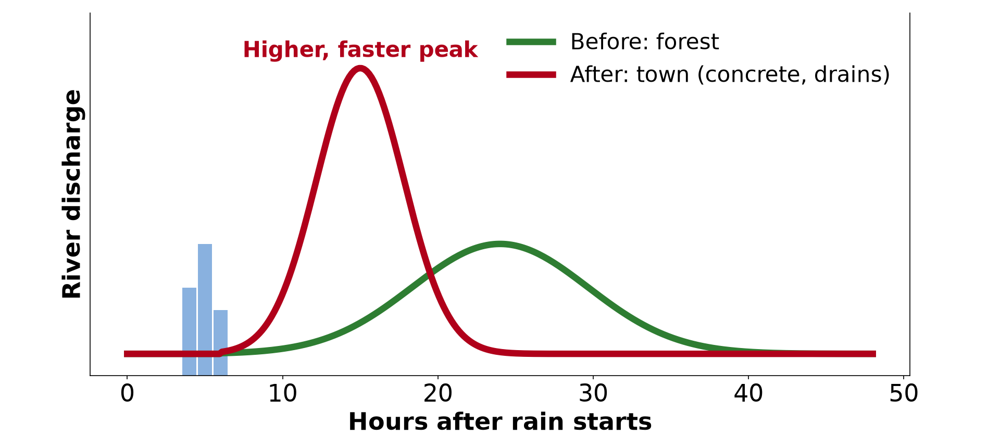 Higher, faster peak
Before: forest
After: town (concrete, drains)
River discharge
0 10 20 30 40 50
Hours after rain starts